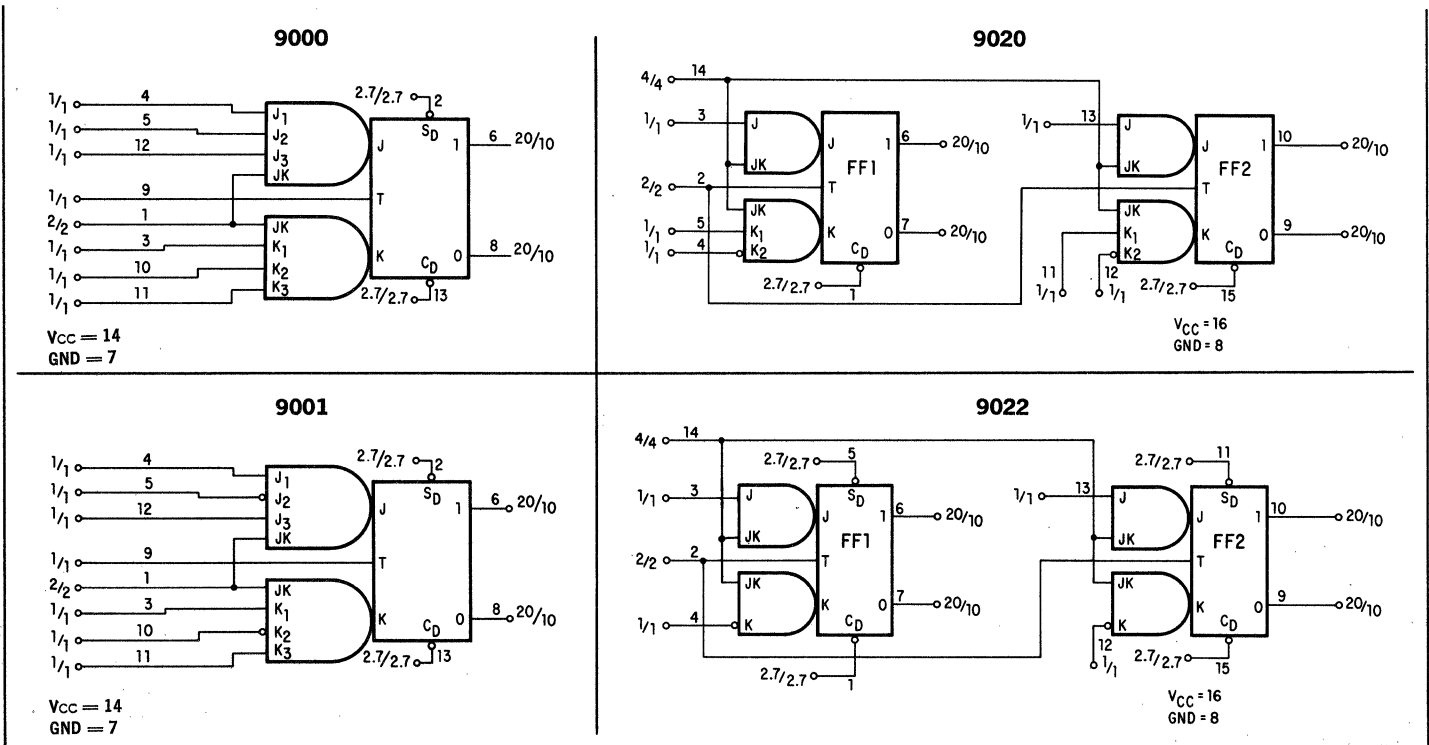 9000
1/1 4 J1
1/1 5 J2
1/1 12 J3
JK
1/1 9 T
2/2 1 JK
1/1 3 K1
1/1 10 K2
1/1 11 K3
2.7/2.7 2
SD
J 1 6 20/10
K 0 8 20/10
CD
2.7/2.7 13
VCC = 14
GND = 7
9020
4/4 14
1/1 3 J
JK
2/2 2 T
JK
1/1 5 K1
1/1 4 K2
J 1 6 20/10
FF1
K 0 7 20/10
CD
2.7/2.7 1
1/1 13 J
JK
T
JK
K1
K2
11 1/1
12 1/1
J 1 10 20/10
FF2
K 0 9 20/10
CD
2.7/2.7 15
VCC = 16
GND = 8
9001
1/1 4 J1
1/1 5 J2
1/1 12 J3
JK
1/1 9 T
2/2 1 JK
1/1 3 K1
1/1 10 K2
1/1 11 K3
2.7/2.7 2
SD
J 1 6 20/10
K 0 8 20/10
CD
2.7/2.7 13
VCC = 14
GND = 7
9022
4/4 14
1/1 3 J
JK
2/2 2 T
JK
1/1 4 K
2.7/2.7 5
SD
J 1 6 20/10
FF1
K 0 7 20/10
CD
2.7/2.7 1
1/1 13 J
JK
T
JK
K
12 1/1
2.7/2.7 11
SD
J 1 10 20/10
FF2
K 0 9 20/10
CD
2.7/2.7 15
VCC = 16
GND = 8